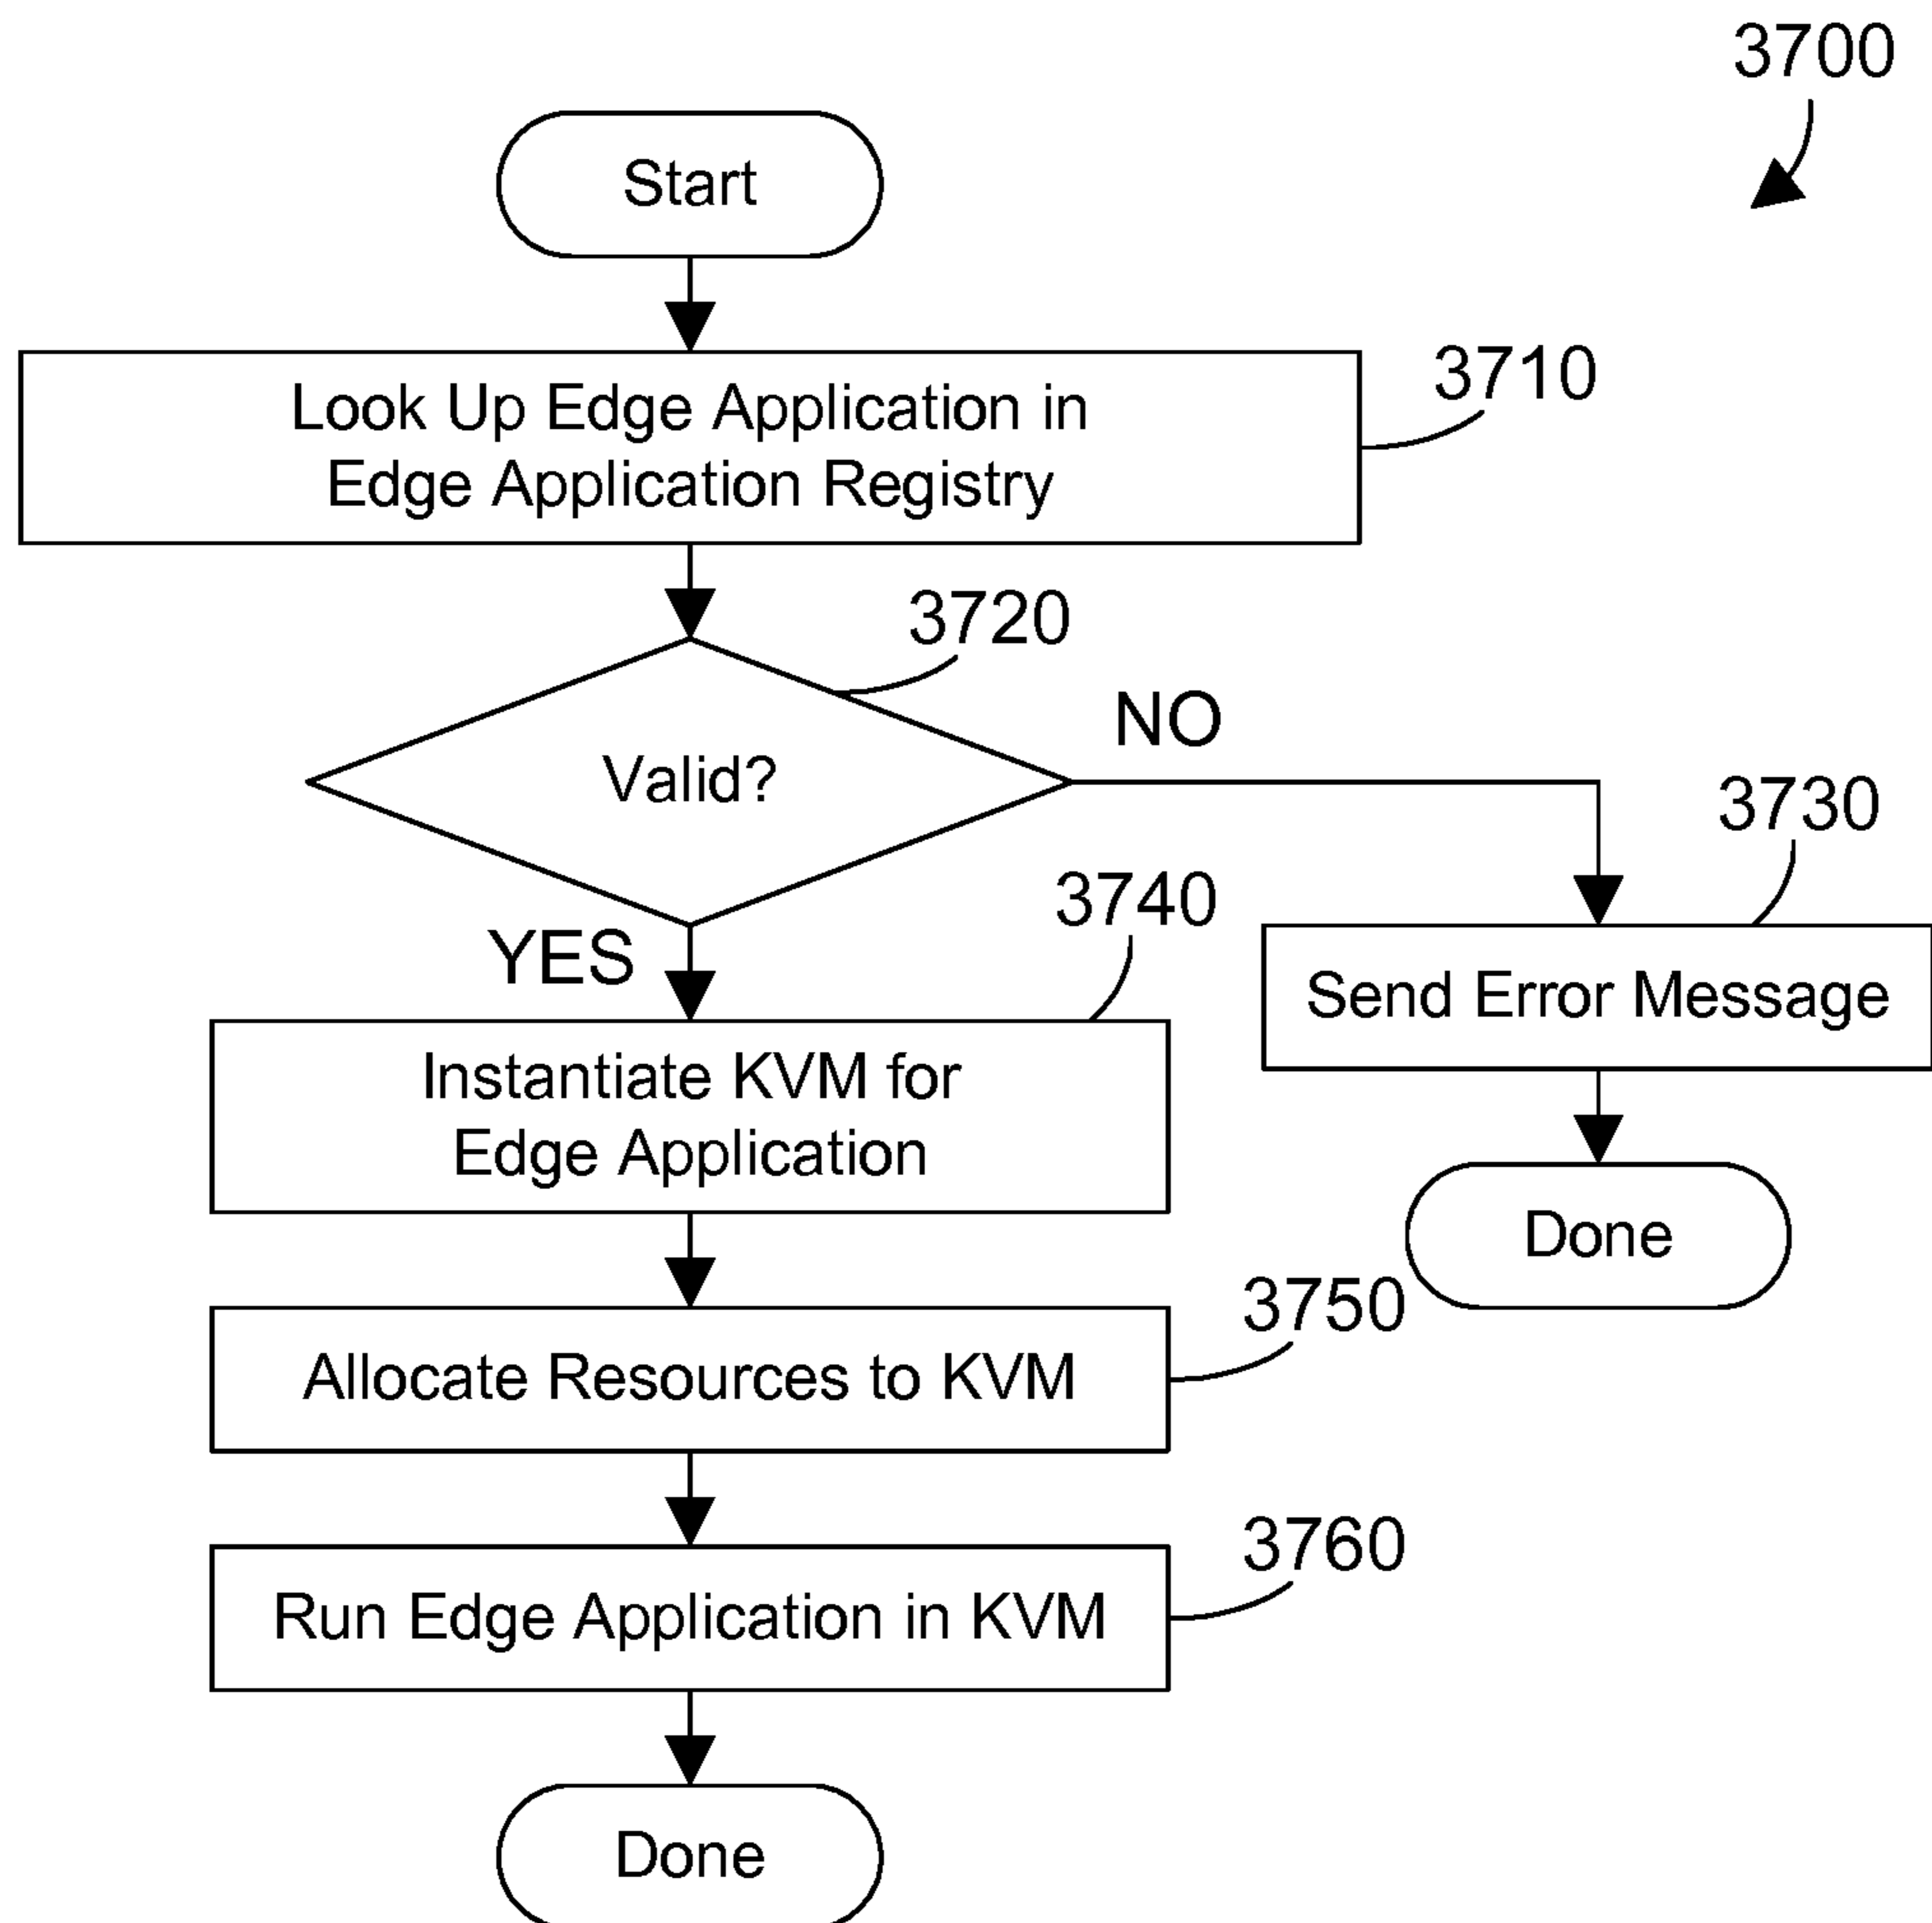 3700
Start
Look Up Edge Application in
Edge Application Registry
3710
3720
Valid?
NO
3730
Send Error Message
Done
YES
3740
Instantiate KVM for
Edge Application
3750
Allocate Resources to KVM
3760
Run Edge Application in KVM
Done